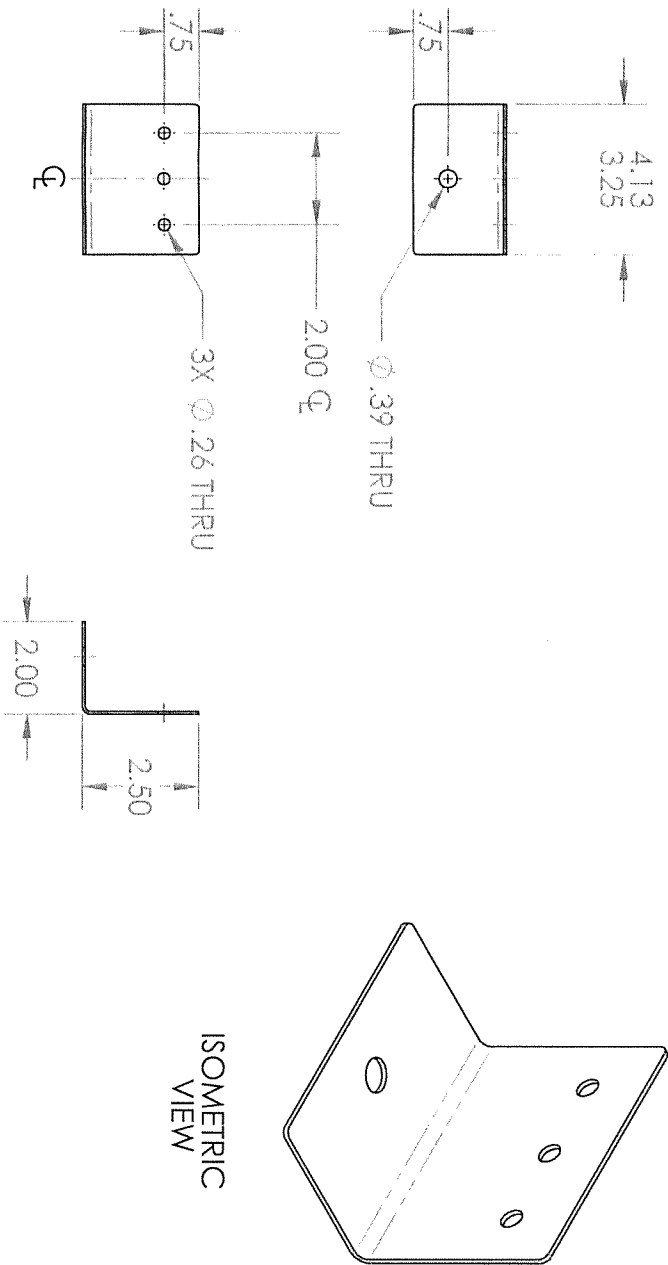 4.13
3.25
.75
⌀.39 THRU
2.00 ℄
.75
3X ⌀.26 THRU
℄
2.00
2.50
ISOMETRIC
VIEW